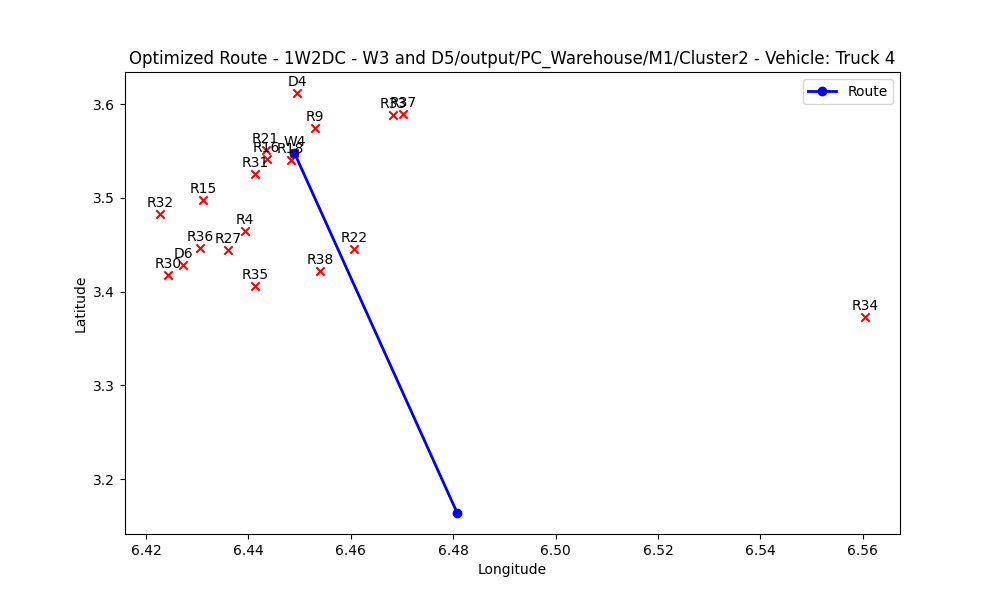 Optimized Route - 1W2DC - W3 and D5/output/PC_Warehouse/M1/Cluster2 - Vehicle: Truck 4
Route
D4
R33
R37
R9
R21
W4
R16
R18
R31
R15
R32
R4
R36
R27
R22
D6
R30
R38
R35
R34
3.6
3.5
3.4
3.3
3.2
Latitude
6.42
6.44
6.46
6.48
6.50
6.52
6.54
6.56
Longitude